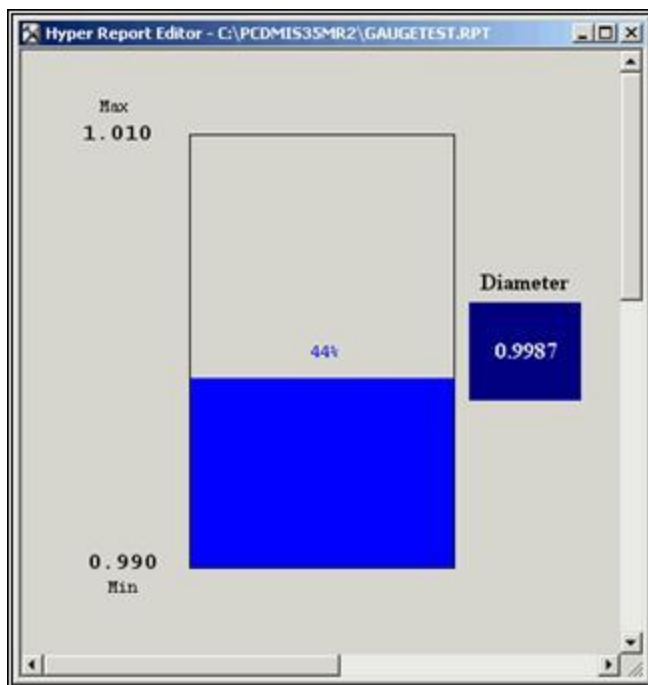 Hyper Report Editor - C:\PCDMIS35MR2\GAUGETEST.RPT
Max
1.010
Diameter
0.9987
44%
0.990
Min